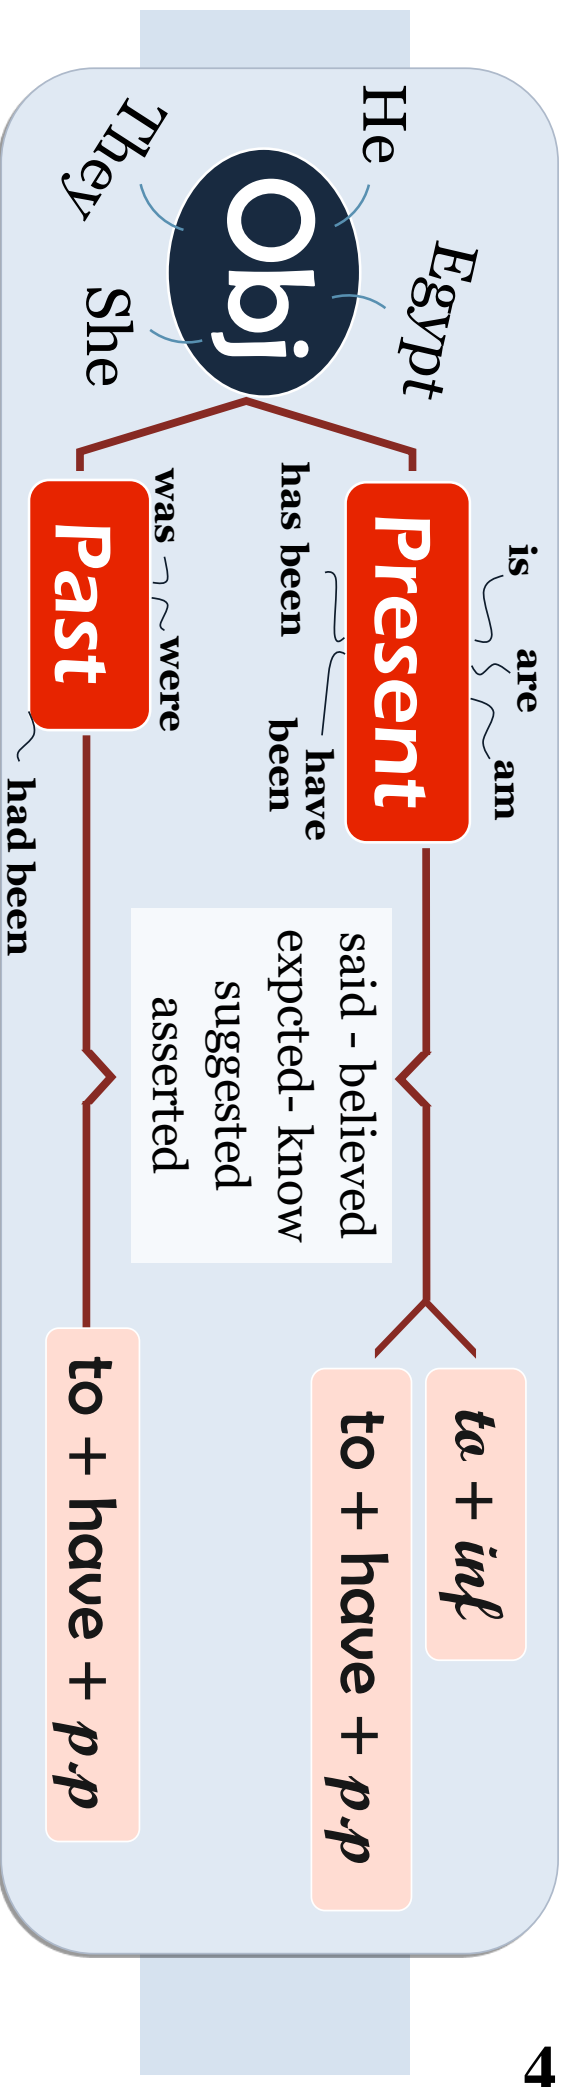 He
Egypt
They
She
Obj
is
are
am
Present
has been
have
been
was
were
Past
had been
said - believed
expcted- know
suggested
asserted
to + inf
to + have + p.p
to + have + p.p
4